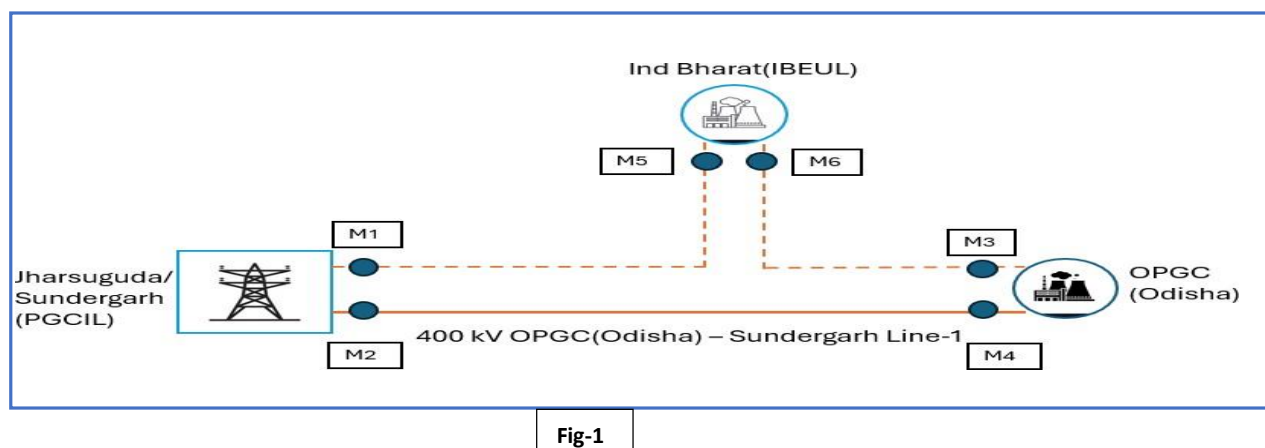 Ind Bharat(IBEUL)
M5
M6
M1
M3
Jharsuguda/
Sundergarh
(PGCIL)
OPGC
(Odisha)
400 kV OPGC(Odisha) – Sundergarh Line-1
M2
M4
Fig-1